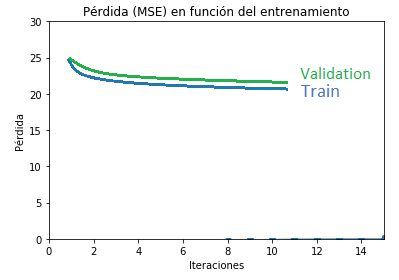 Pérdida (MSE) en función del entrenamiento
30
25
20
15
10
5
0
Pérdida
Validation
Train
0 2 4 6 8 10 12 14
Iteraciones